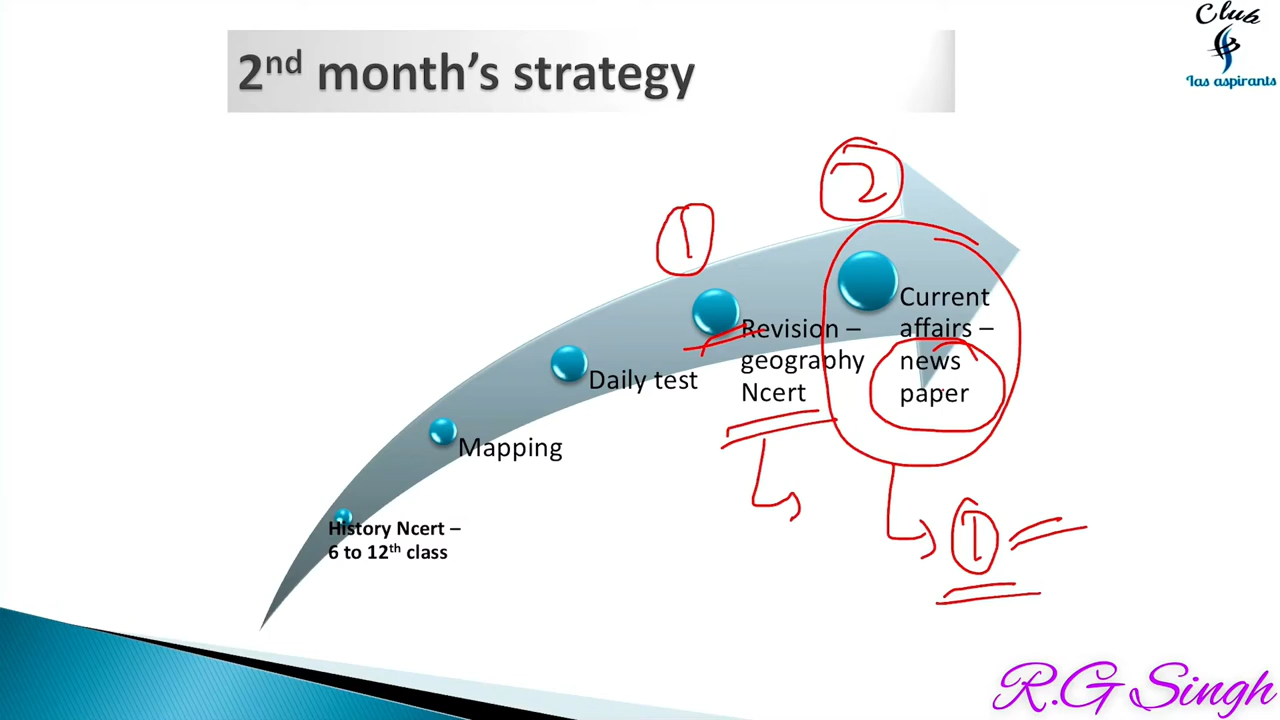 2nd month's strategy
Club
Ias aspirants
2
1
Current
affairs –
news
paper
Revision –
geography
Ncert
Daily test
Mapping
History Ncert –
6 to 12th class
1
R.G Singh